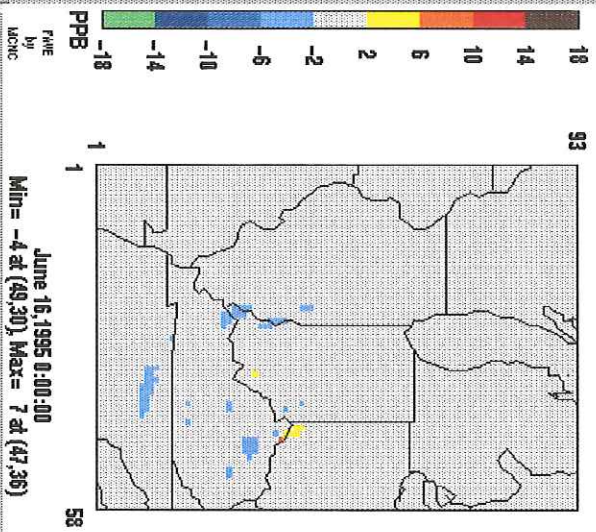 18
14
10
6
2
-2
-6
-10
-14
-18
PPB
PAVE
by
MCNC
93
1
1
58
June 16,1995 0:00:00
Min= -4 at (49,30), Max= 7 at (47,36)